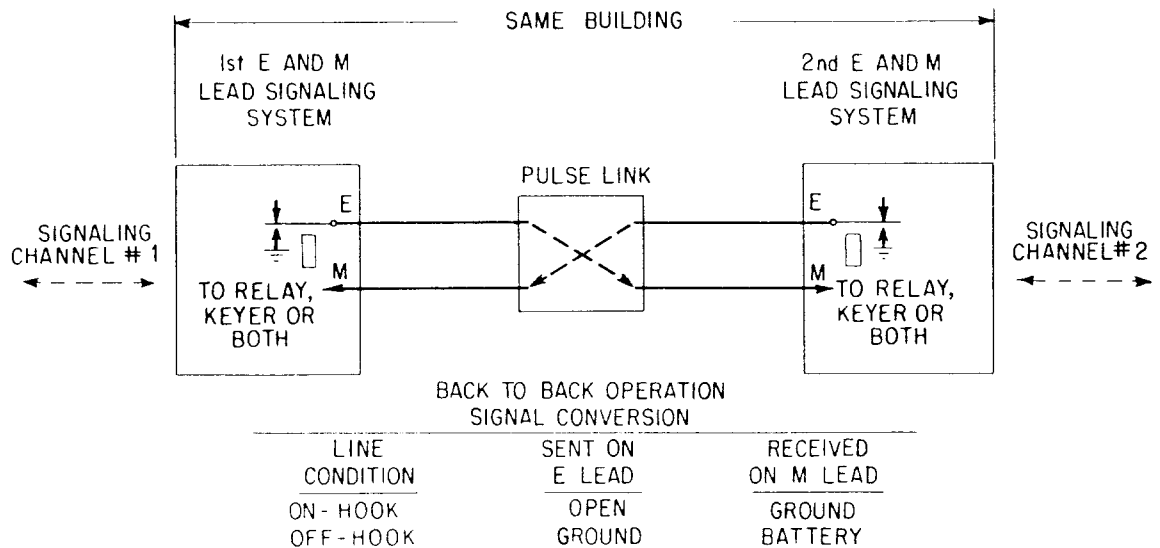 SAME BUILDING
1st E AND M
LEAD SIGNALING
SYSTEM
2nd E AND M
LEAD SIGNALING
SYSTEM
PULSE LINK
E
E
SIGNALING
CHANNEL #1
SIGNALING
CHANNEL#2
M
M
TO RELAY,
KEYER OR
BOTH
TO RELAY,
KEYER OR
BOTH
BACK TO BACK OPERATION
SIGNAL CONVERSION
LINE
CONDITION
SENT ON
E LEAD
RECEIVED
ON M LEAD
ON-HOOK
OPEN
GROUND
OFF-HOOK
GROUND
BATTERY